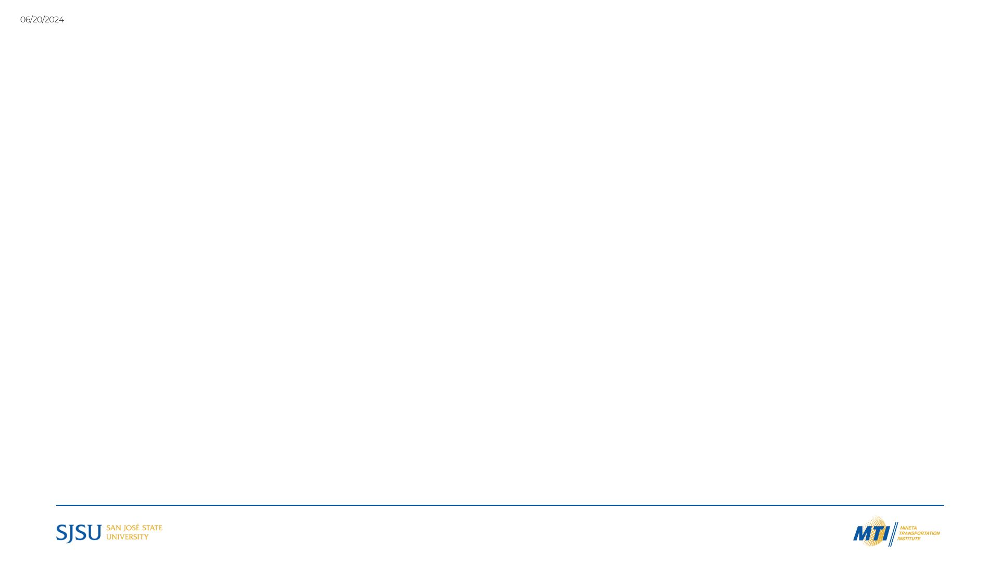 06/20/2024
SJSU SAN JOSÉ STATE
UNIVERSITY
MTI MINETA
TRANSPORTATION
INSTITUTE